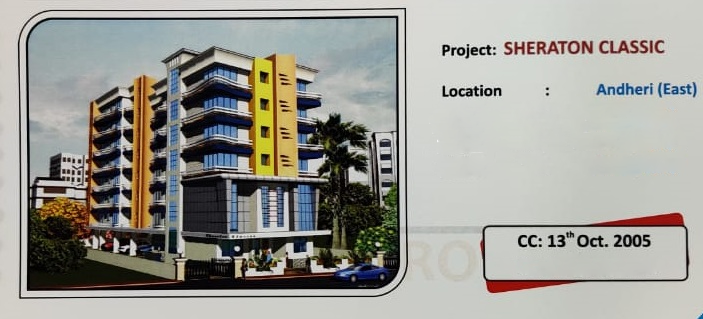 Project: SHERATON CLASSIC
Location : Andheri (East)
CC: 13th Oct. 2005